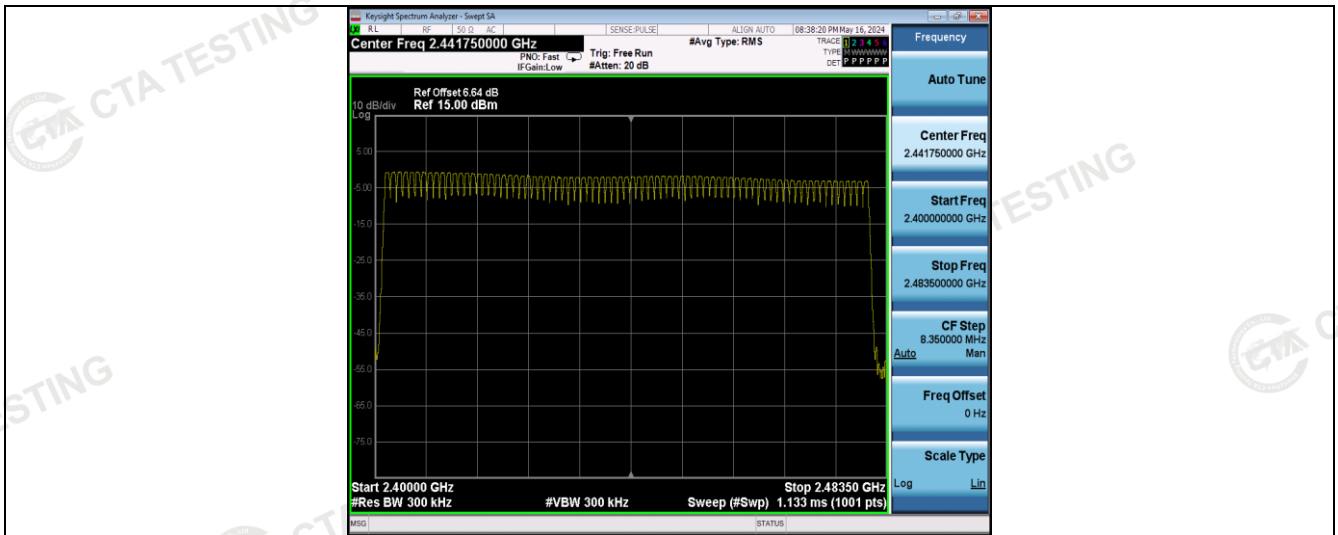 Keysight Spectrum Analyzer - Swept SA
RL RF 50 Ω AC SENSE:PULSE ALIGN AUTO 08:38:20 PM May 16, 2024
Center Freq 2.441750000 GHz
PNO: Fast
IFGain:Low
Trig: Free Run
#Atten: 20 dB
#Avg Type: RMS
TRACE 1 2 3 4 5 6
TYPE M WWWWW
DET P P P P P P
Ref Offset 6.64 dB
10 dB/div Ref 15.00 dBm
Log
5.00
-5.00
-15.0
-25.0
-35.0
-45.0
-55.0
-65.0
-75.0
Start 2.40000 GHz Stop 2.48350 GHz
#Res BW 300 kHz #VBW 300 kHz Sweep (#Swp) 1.133 ms (1001 pts)
MSG STATUS
Frequency
Auto Tune
Center Freq
2.441750000 GHz
Start Freq
2.400000000 GHz
Stop Freq
2.483500000 GHz
CF Step
8.350000 MHz
Auto Man
Freq Offset
0 Hz
Scale Type
Log Lin
CTA TESTING
TESTING
ESTING
CTA
CTA